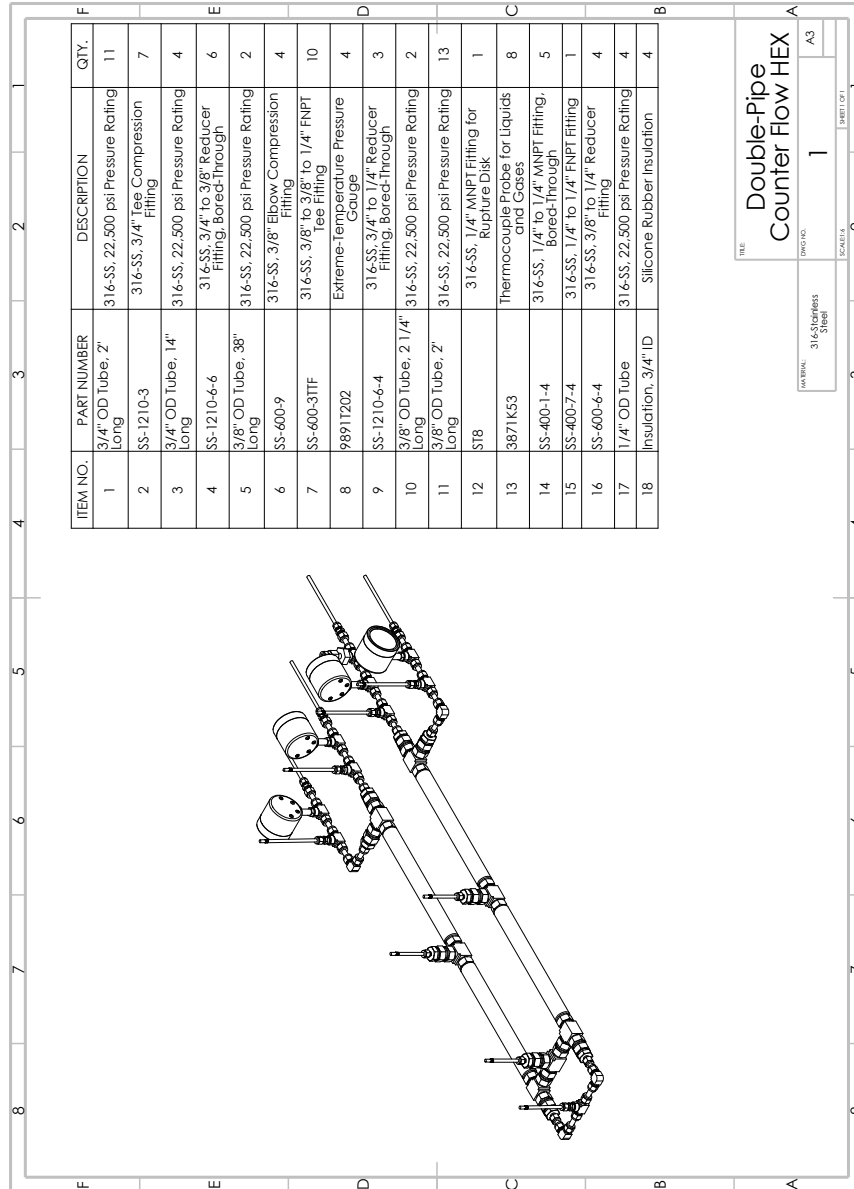 8 7 6 5 4 3 2 1
F
E
D
C
B
A
ITEM NO. PART NUMBER DESCRIPTION QTY.
1 3/4" OD Tube, 2" Long 316-SS, 22,500 psi Pressure Rating 11
2 SS-1210-3 316-SS, 3/4" Tee Compression Fitting 7
3 3/4" OD Tube, 14" Long 316-SS, 22,500 psi Pressure Rating 4
4 SS-1210-6-6 316-SS, 3/4" to 3/8" Reducer Fitting, Bored-Through 6
5 3/8" OD Tube, 38" Long 316-SS, 22,500 psi Pressure Rating 2
6 SS-600-9 316-SS, 3/8" Elbow Compression Fitting 4
7 SS-600-3TTF 316-SS, 3/8" to 1/4" FNPT Tee Fitting 10
8 9891T202 Extreme-Temperature Pressure Gauge 4
9 SS-1210-6-4 316-SS, 3/4" to 1/4" Reducer Fitting, Bored-Through 3
10 3/8" OD Tube, 2 1/4" Long 316-SS, 22,500 psi Pressure Rating 2
11 3/8" OD Tube, 2" Long 316-SS, 22,500 psi Pressure Rating 13
12 ST8 316-SS, 1/4" MNPT Fitting for Rupture Disk 1
13 3871K53 Thermocouple Probe for Liquids and Gases 8
14 SS-400-1-4 316-SS, 1/4" to 1/4" MNPT Fitting, Bored-Through 5
15 SS-400-7-4 316-SS, 1/4" to 1/4" FNPT Fitting 1
16 SS-600-6-4 316-SS, 3/8" to 1/4" Reducer Fitting 4
17 1/4" OD Tube 316-SS, 22,500 psi Pressure Rating 4
18 Insulation, 3/4" ID Silicone Rubber Insulation 4
TITLE:
Double-Pipe
Counter Flow HEX
MATERIAL:
316-Stainless
Steel
DWG NO.
1
A3
SCALE:1:6
SHEET 1 OF 1
F
E
D
C
B
A
8 7 6 5 4 3 2 1